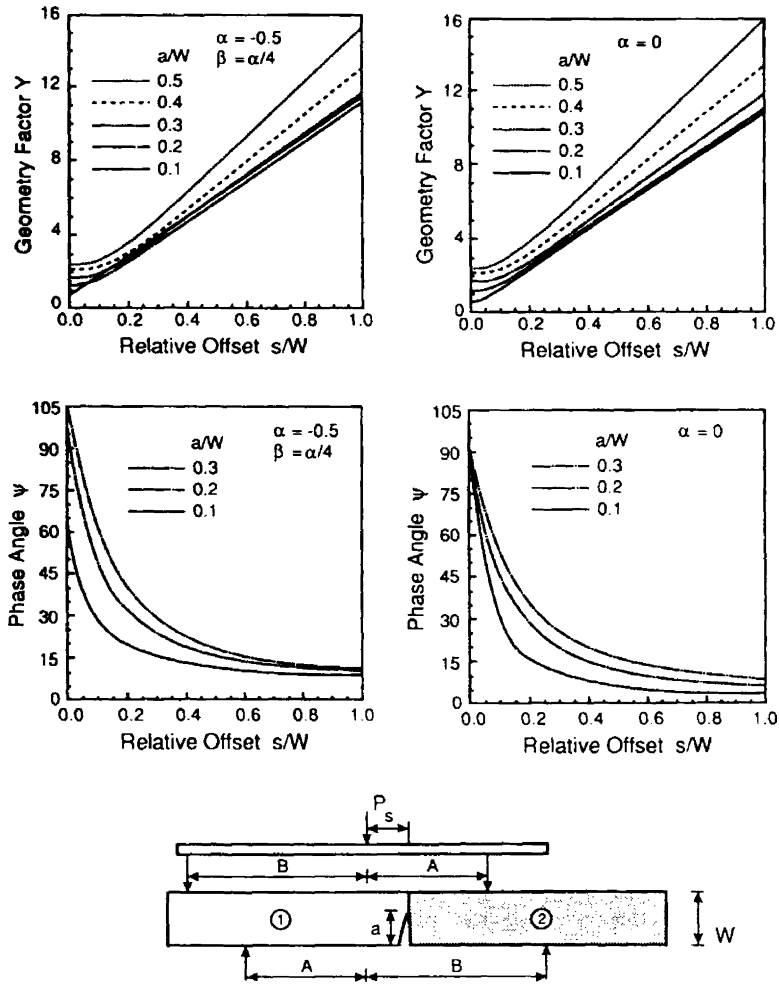 Geometry Factor Y
16
12
8
4
0
a/W
0.5
0.4
0.3
0.2
0.1
α = -0.5
β = α/4
0.0 0.2 0.4 0.6 0.8 1.0
Relative Offset s/W
Geometry Factor Y
16
12
8
4
0
a/W
0.5
0.4
0.3
0.2
0.1
α = 0
0.0 0.2 0.4 0.6 0.8 1.0
Relative Offset s/W
Phase Angle ψ
105
90
75
60
45
30
15
0
a/W
0.3
0.2
0.1
α = -0.5
β = α/4
0.0 0.2 0.4 0.6 0.8 1.0
Relative Offset s/W
Phase Angle ψ
105
90
75
60
45
30
15
0
a/W
0.3
0.2
0.1
α = 0
0.0 0.2 0.4 0.6 0.8 1.0
Relative Offset s/W
P
s
B A
1 a 2 W
A B